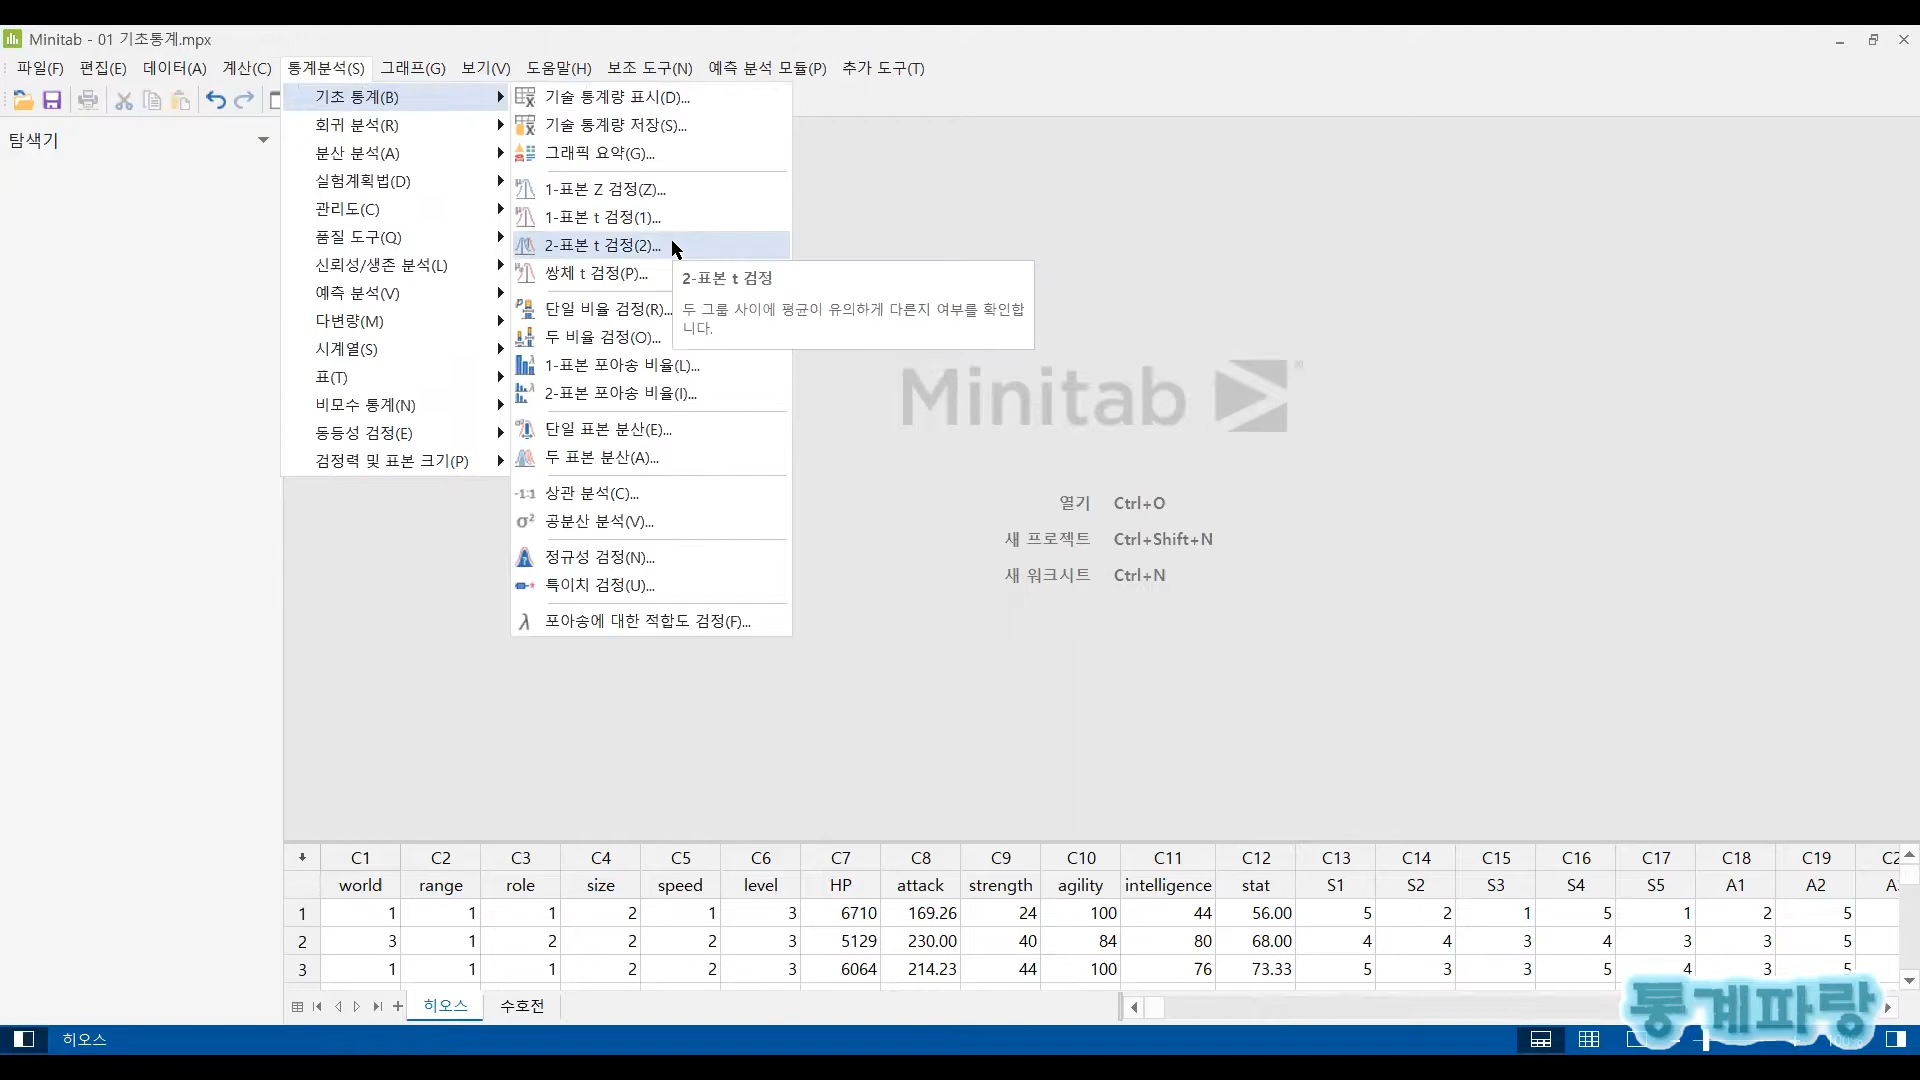 Minitab - 01 기초통계.mpx
파일(F) 편집(E) 데이터(A) 계산(C) 통계분석(S) 그래프(G) 보기(V) 도움말(H) 보조 도구(N) 예측 분석 모듈(P) 추가 도구(T)
탐색기
기초 통계(B)
회귀 분석(R)
분산 분석(A)
실험계획법(D)
관리도(C)
품질 도구(Q)
신뢰성/생존 분석(L)
예측 분석(V)
다변량(M)
시계열(S)
표(T)
비모수 통계(N)
동등성 검정(E)
검정력 및 표본 크기(P)
기술 통계량 표시(D)...
기술 통계량 저장(S)...
그래픽 요약(G)...
1-표본 Z 검정(Z)...
1-표본 t 검정(1)...
2-표본 t 검정(2)...
쌍체 t 검정(P)...
단일 비율 검정(R)...
두 비율 검정(O)...
1-표본 포아송 비율(L)...
2-표본 포아송 비율(I)...
단일 표본 분산(E)...
두 표본 분산(A)...
상관 분석(C)...
공분산 분석(V)...
정규성 검정(N)...
특이치 검정(U)...
포아송에 대한 적합도 검정(F)...
2-표본 t 검정
두 그룹 사이에 평균이 유의하게 다른지 여부를 확인합
니다.
Minitab
열기 Ctrl+O
새 프로젝트 Ctrl+Shift+N
새 워크시트 Ctrl+N
C1 C2 C3 C4 C5 C6 C7 C8 C9 C10 C11 C12 C13 C14 C15 C16 C17 C18 C19
world range role size speed level HP attack strength agility intelligence stat S1 S2 S3 S4 S5 A1 A2
1 1 1 1 2 1 3 6710 169.26 24 100 44 56.00 5 2 1 5 1 2 5
2 3 1 2 2 2 3 5129 230.00 40 84 80 68.00 4 4 3 4 3 3 5
3 1 1 1 2 2 3 6064 214.23 44 100 76 73.33 5 3 3 5 4 3 5
히오스 수호전
통계파랑
히오스